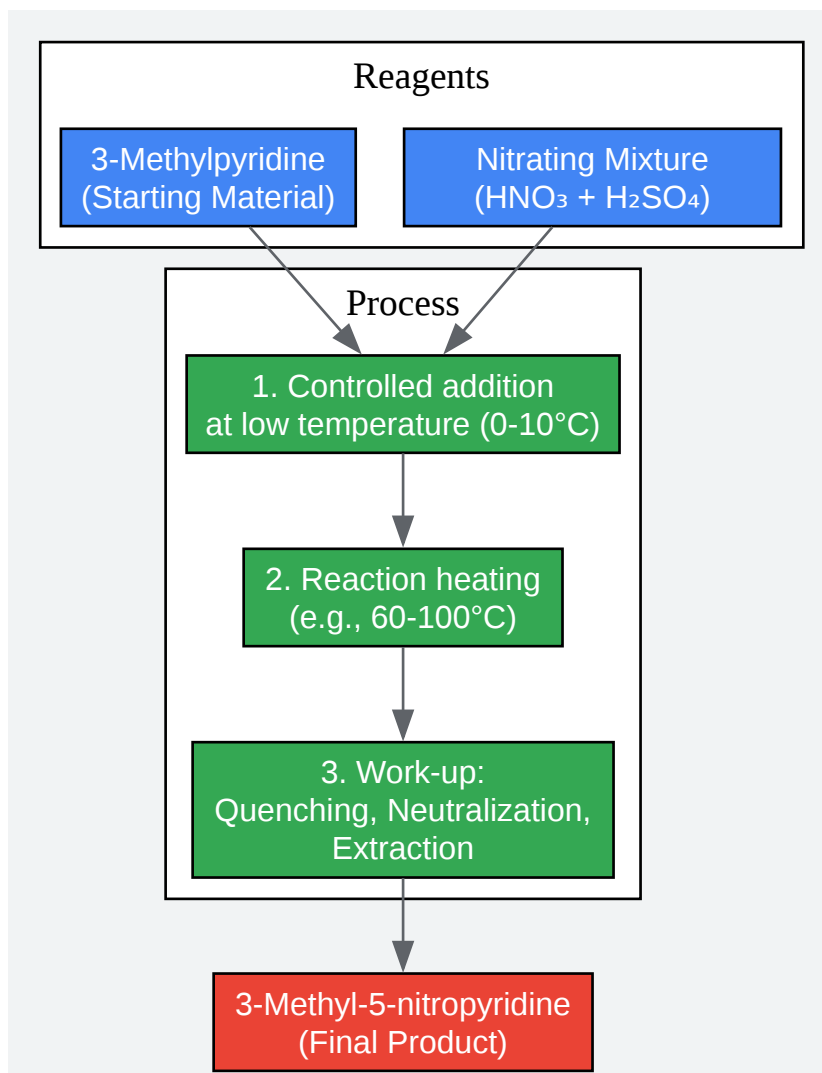 Reagents
3-Methylpyridine
(Starting Material)
Nitrating Mixture
(HNO₃ + H₂SO₄)
Process
1. Controlled addition
at low temperature (0-10°C)
2. Reaction heating
(e.g., 60-100°C)
3. Work-up:
Quenching, Neutralization,
Extraction
3-Methyl-5-nitropyridine
(Final Product)